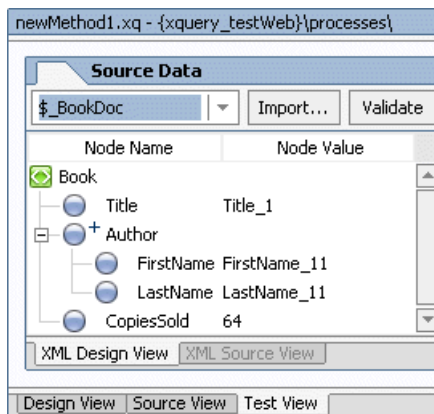 newMethod1.xq - {xquery_testWeb}\processes\
Source Data
$_BookDoc Import... Validate
Node Name Node Value
Book
Title Title_1
+ Author
FirstName FirstName_11
LastName LastName_11
CopiesSold 64
XML Design View XML Source View
Design View Source View Test View